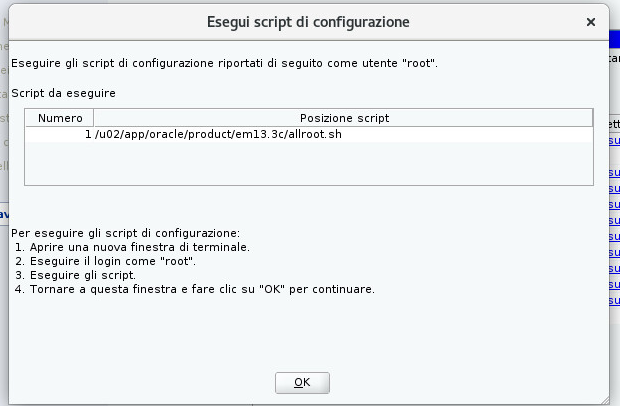 Esegui script di configurazione
Eseguire gli script di configurazione riportati di seguito come utente "root".
Script da eseguire
Numero Posizione script
1 /u02/app/oracle/product/em13.3c/allroot.sh
Per eseguire gli script di configurazione:
1. Aprire una nuova finestra di terminale.
2. Eseguire il login come "root".
3. Eseguire gli script.
4. Tornare a questa finestra e fare clic su "OK" per continuare.
OK